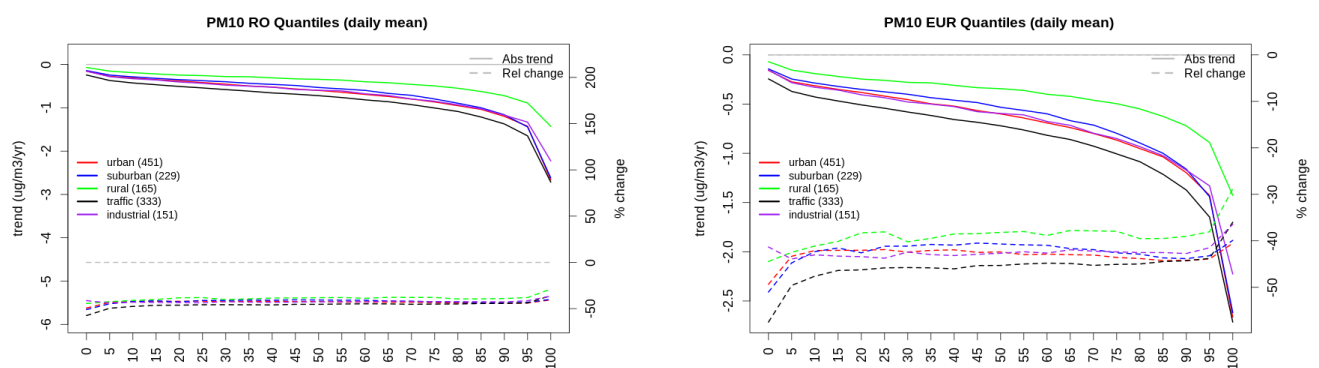 PM10 RO Quantiles (daily mean)
Abs trend
Rel change
urban (451)
suburban (229)
rural (165)
traffic (333)
industrial (151)
trend (ug/m3/yr)
0
-1
-2
-3
-4
-5
-6
% change
200
150
100
50
0
-50
0 5 10 15 20 25 30 35 40 45 50 55 60 65 70 75 80 85 90 95 100
PM10 EUR Quantiles (daily mean)
Abs trend
Rel change
urban (451)
suburban (229)
rural (165)
traffic (333)
industrial (151)
trend (ug/m3/yr)
0.0
-0.5
-1.0
-1.5
-2.0
-2.5
% change
0
-10
-20
-30
-40
-50
0 5 10 15 20 25 30 35 40 45 50 55 60 65 70 75 80 85 90 95 100